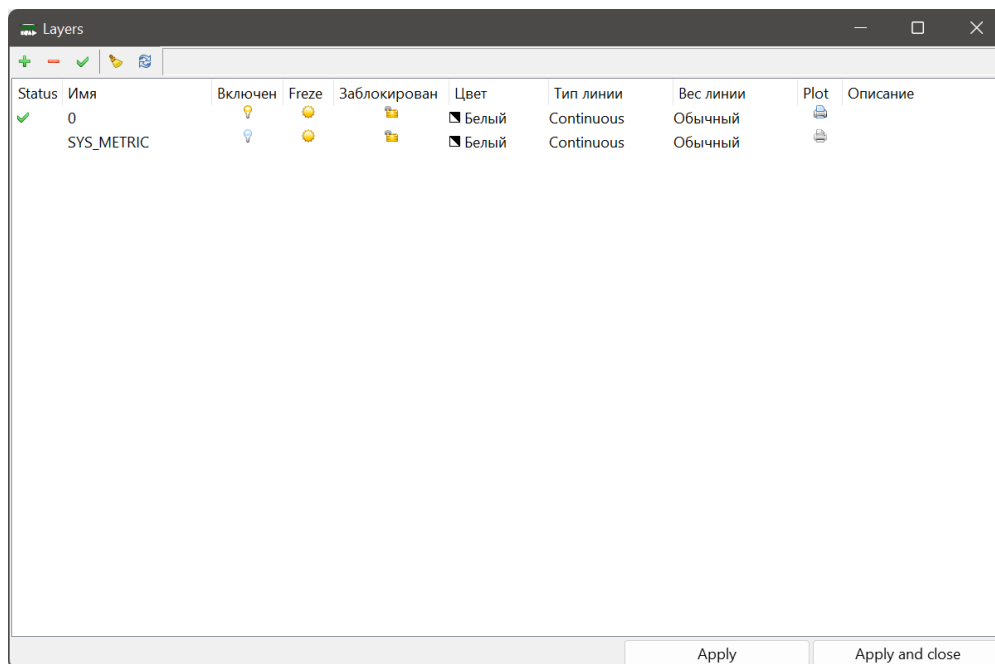 Layers
Status Имя Включен Freze Заблокирован Цвет Тип линии Вес линии Plot Описание
0 Белый Continuous Обычный
SYS_METRIC Белый Continuous Обычный
Apply Apply and close